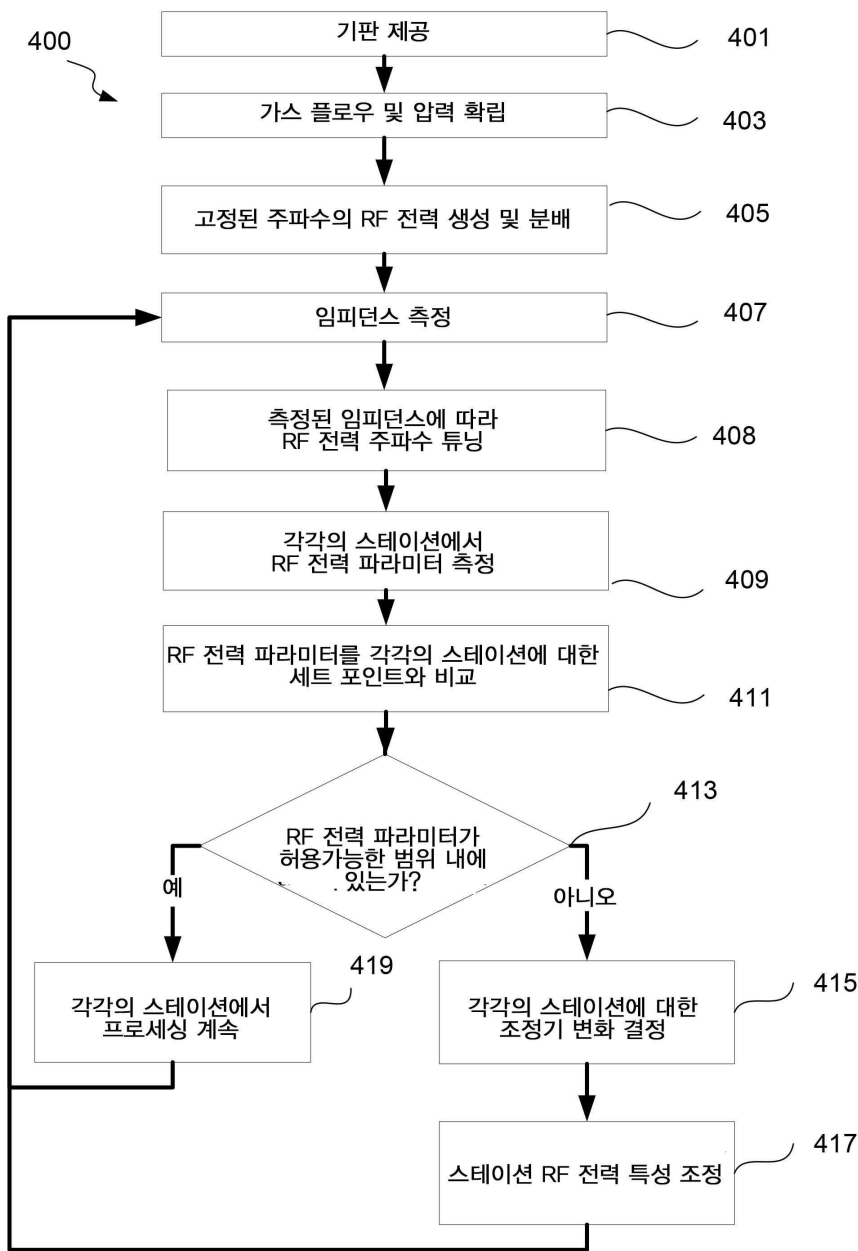 400
기판 제공
401
가스 플로우 및 압력 확립
403
고정된 주파수의 RF 전력 생성 및 분배
405
임피던스 측정
407
측정된 임피던스에 따라
RF 전력 주파수 튜닝
408
각각의 스테이션에서
RF 전력 파라미터 측정
409
RF 전력 파라미터를 각각의 스테이션에 대한
세트 포인트와 비교
411
RF 전력 파라미터가
허용가능한 범위 내에
있는가?
413
예
아니오
각각의 스테이션에서
프로세싱 계속
419
각각의 스테이션에 대한
조정기 변화 결정
415
스테이션 RF 전력 특성 조정
417